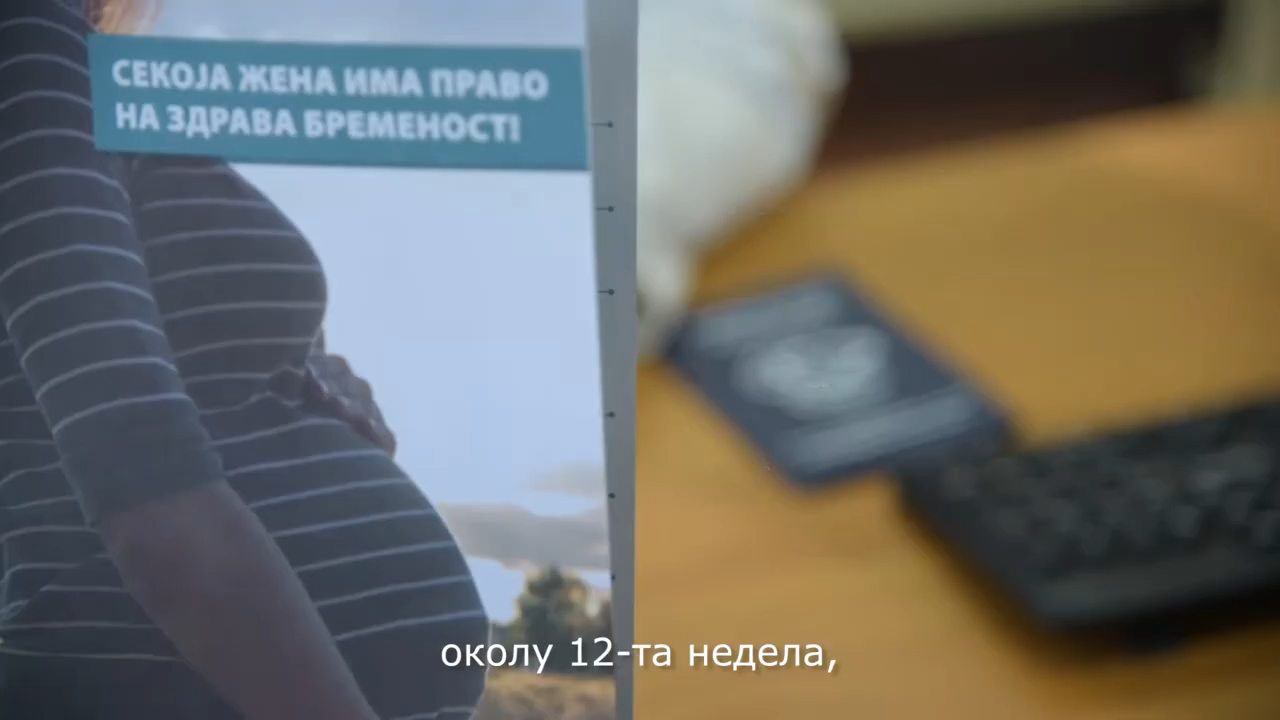 СЕКОЈА ЖЕНА ИМА ПРАВО
НА ЗДРАВА БРЕМЕНОСТ!
околу 12-та недела,